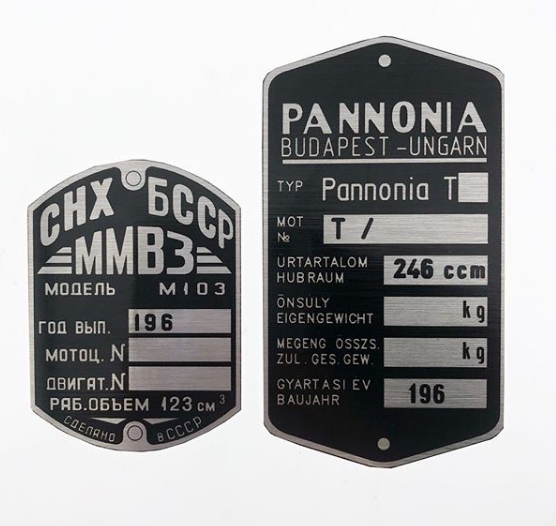 СНХ БССР
ММВЗ
МОДЕЛЬ М103
ГОД ВЫП. 196
МОТОЦ. N
ДВИГАТ. N
РАБ. ОБЪЕМ 123 СМ³
СДЕЛАНО В СССР
PANNONIA
BUDAPEST-UNGARN
TYP Pannonia T
MOT № T /
URTARTALOM
HUBRAUM 246 ccm
ÖNSULY
EIGENGEWICHT kg
MEGENG ÖSSZS.
ZUL. GES. GEW. kg
GYARTASI EV
BAUJAHR 196